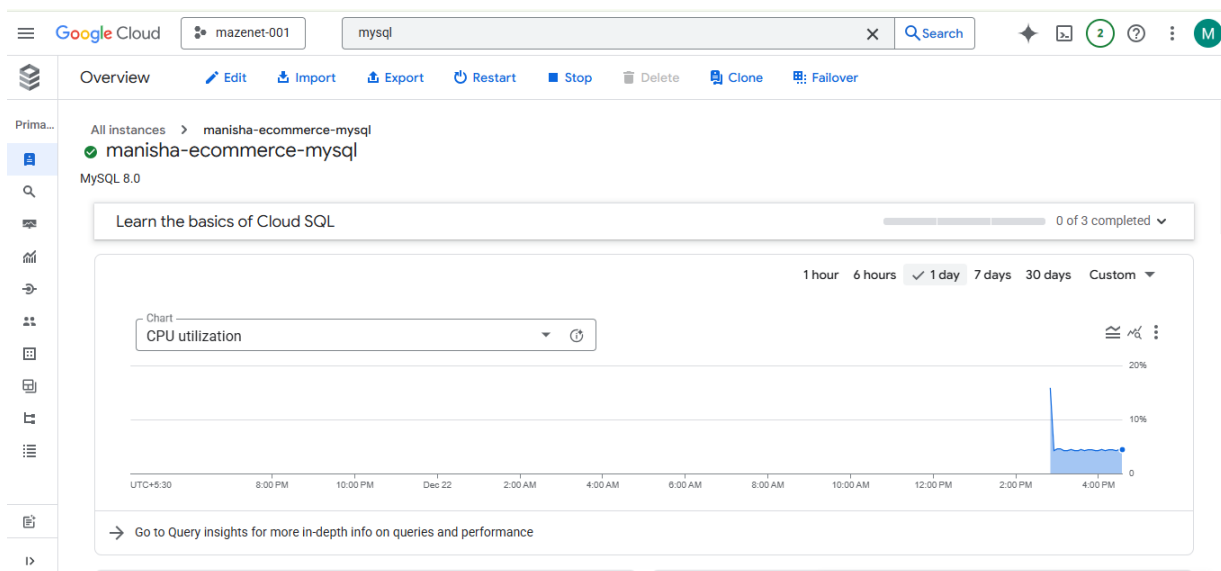 Google Cloud mazenet-001 mysql Search 2 M
Overview Edit Import Export Restart Stop Delete Clone Failover
Prima...
All instances > manisha-ecommerce-mysql
manisha-ecommerce-mysql
MySQL 8.0
Learn the basics of Cloud SQL 0 of 3 completed
1 hour 6 hours 1 day 7 days 30 days Custom
Chart
CPU utilization
20%
10%
0
UTC+5:30 8:00 PM 10:00 PM Dec 22 2:00 AM 4:00 AM 6:00 AM 8:00 AM 10:00 AM 12:00 PM 2:00 PM 4:00 PM
Go to Query insights for more in-depth info on queries and performance